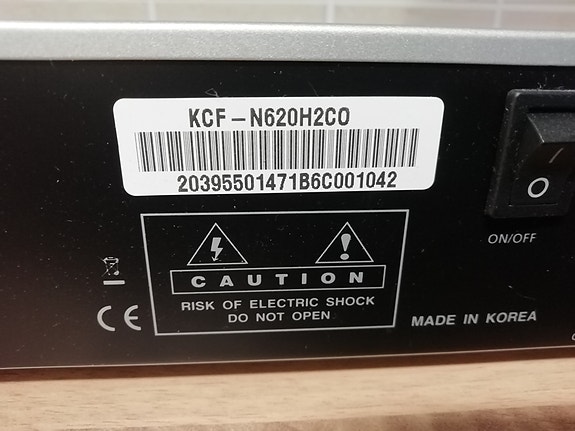 KCF-N620H2CO
20395501471B6C001042
ON/OFF
CAUTION
RISK OF ELECTRIC SHOCK
DO NOT OPEN
CE
MADE IN KOREA